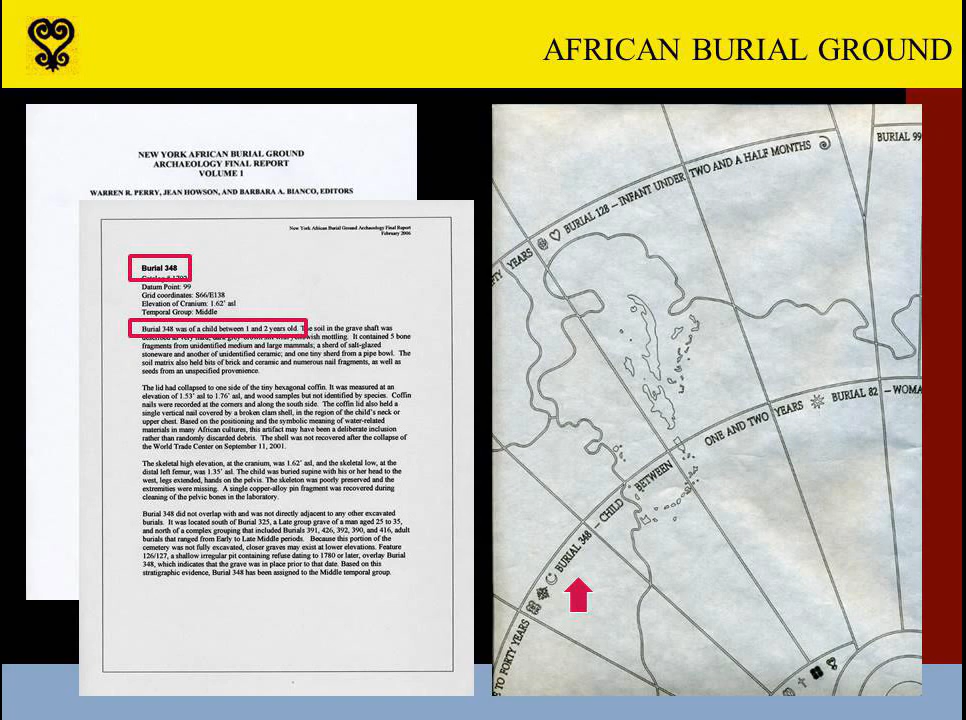 AFRICAN BURIAL GROUND
NEW YORK AFRICAN BURIAL GROUND
ARCHAEOLOGY FINAL REPORT
VOLUME 1
WARREN R. PERRY, JEAN HOWSON, AND BARBARA A. BIANCO, EDITORS
New York African Burial Ground Archaeology Final Report
February 2006
Burial 348
Datum Point: 99
Grid coordinates: S66/E138
Elevation of Cranium: 1.62' asl
Temporal Group: Middle
Burial 348 was of a child between 1 and 2 years old. The soil in the grave shaft was
mottling. It contained 5 bone
fragments from unidentified medium and large mammals; a sherd of salt-glazed
stoneware and another of unidentified ceramic; and one tiny sherd from a pipe bowl. The
soil matrix also held bits of brick and ceramic and numerous nail fragments, as well as
seeds from an unspecified provenience.
The lid had collapsed to one side of the tiny hexagonal coffin. It was measured at an
elevation of 1.53' asl to 1.76' asl, and wood samples but not identified by species. Coffin
nails were recorded at the corners and along the south side. The coffin lid also held a
single vertical nail covered by a broken clam shell, in the region of the child's neck or
upper chest. Based on the positioning and the symbolic meaning of water-related
materials in many African cultures, this artifact may have been a deliberate inclusion
rather than randomly discarded debris. The shell was not recovered after the collapse of
the World Trade Center on September 11, 2001.
The skeletal high elevation, at the cranium, was 1.62' asl, and the skeletal low, at the
distal left femur, was 1.35' asl. The child was buried supine with his or her head to the
west, legs extended, hands on the pelvis. The skeleton was poorly preserved and the
extremities were missing. A single copper-alloy pin fragment was recovered during
cleaning of the pelvic bones in the laboratory.
Burial 348 did not overlap with and was not directly adjacent to any other excavated
burials. It was located south of Burial 325, a Late group grave of a man aged 25 to 35,
and north of a complex grouping that included Burials 391, 426, 392, 390, and 416, adult
burials that ranged from Early to Late Middle periods. Because this portion of the
cemetery was not fully excavated, closer graves may exist at lower elevations. Feature
126/127, a shallow irregular pit containing refuse dating to 1780 or later, overlay Burial
348, which indicates that the grave was in place prior to that date. Based on this
stratigraphic evidence, Burial 348 has been assigned to the Middle temporal group.
YEARS BURIAL 128 – INFANT UNDER TWO AND A HALF MONTHS
BURIAL 99
TO FORTY YEARS BURIAL 348 – CHILD BETWEEN ONE AND TWO YEARS BURIAL 82 – WOMA